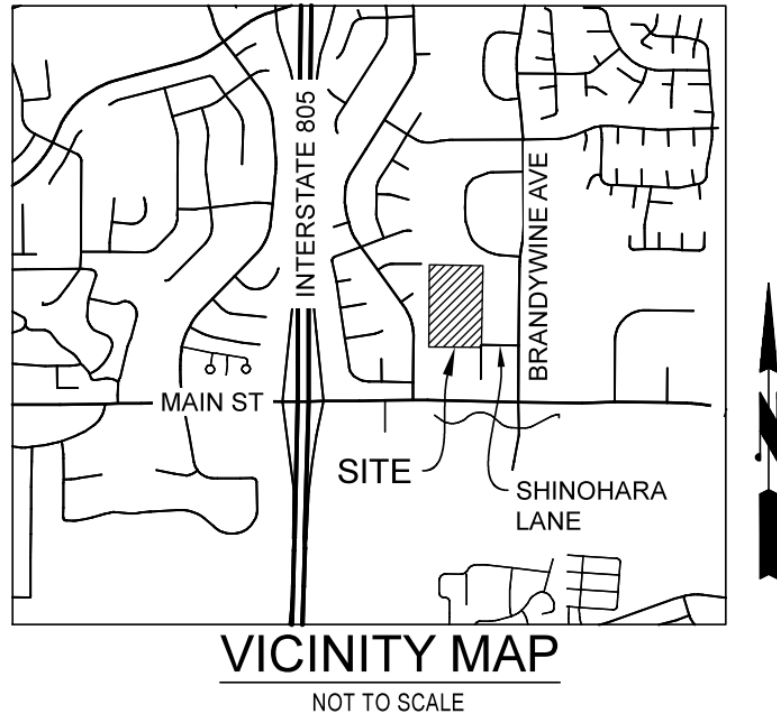 INTERSTATE 805
BRANDYWINE AVE
MAIN ST
SITE
SHINOHARA
LANE
N
VICINITY MAP
NOT TO SCALE